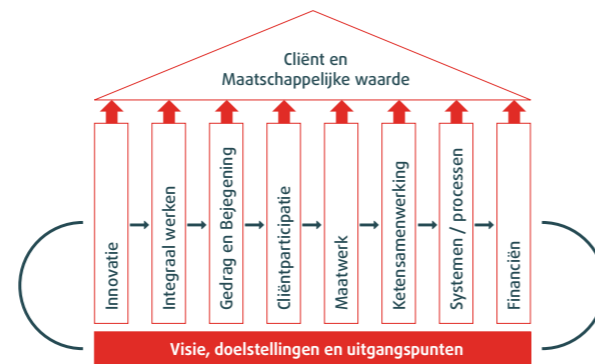 Cliënt en
Maatschappelijke waarde
Innovatie
Integraal werken
Gedrag en Bejegening
Cliëntparticipatie
Maatwerk
Ketensamenwerking
Systemen / processen
Financiën
Visie, doelstellingen en uitgangspunten